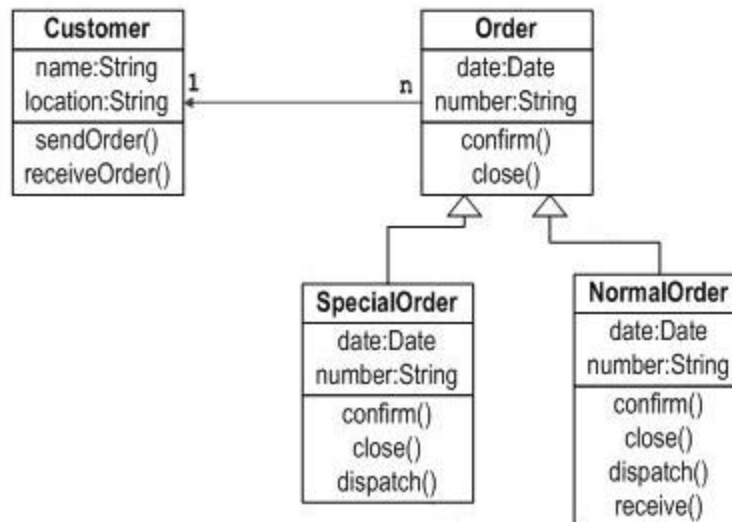 Customer
name:String
location:String
sendOrder()
receiveOrder()
1
n
Order
date:Date
number:String
confirm()
close()
SpecialOrder
date:Date
number:String
confirm()
close()
dispatch()
NormalOrder
date:Date
number:String
confirm()
close()
dispatch()
receive()